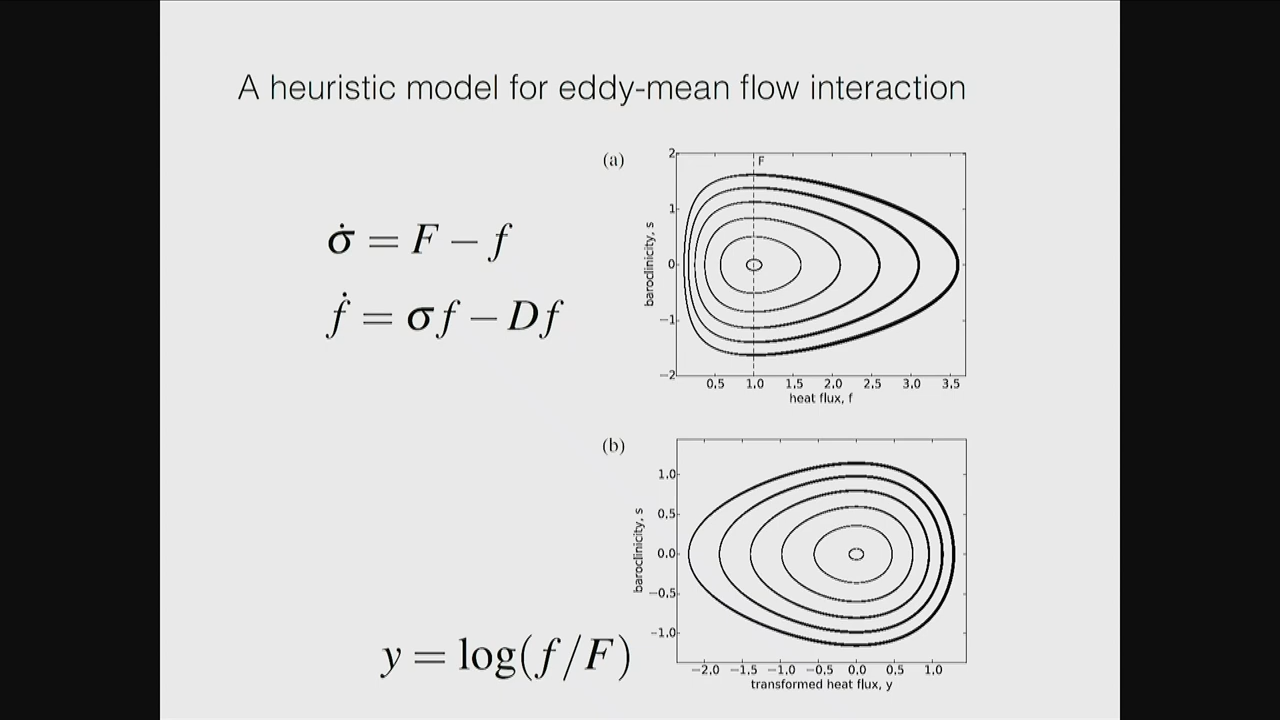 A heuristic model for eddy-mean flow interaction
σ̇ = F − f
ḟ = σf − Df
(a)
F
2
1
0
−1
−2
baroclinicity, s
0.5 1.0 1.5 2.0 2.5 3.0 3.5
heat flux, f
(b)
1.0
0.5
0.0
−0.5
−1.0
baroclinicity, s
−2.0 −1.5 −1.0 −0.5 0.0 0.5 1.0
transformed heat flux, y
y = log(f/F)